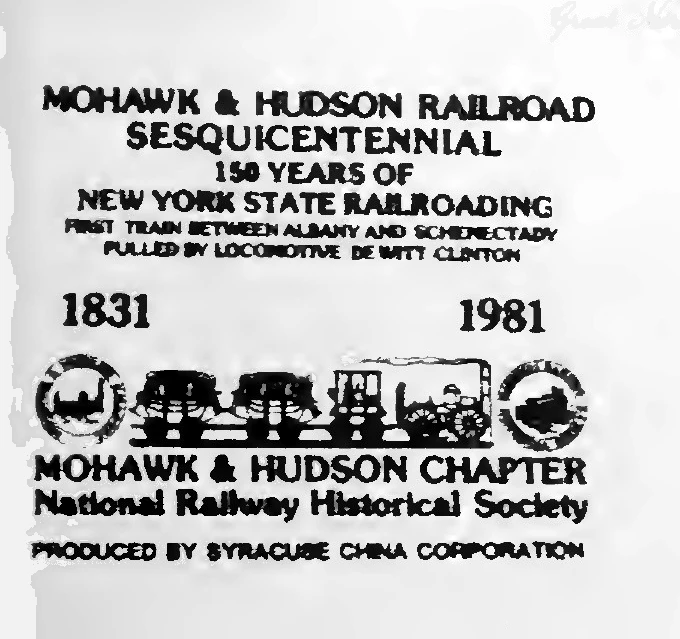 MOHAWK & HUDSON RAILROAD
SESQUICENTENNIAL
150 YEARS OF
NEW YORK STATE RAILROADING
FIRST TRAIN BETWEEN ALBANY AND SCHENECTADY
PULLED BY LOCOMOTIVE DE WITT CLINTON
1831 1981
MOHAWK & HUDSON CHAPTER
National Railway Historical Society
PRODUCED BY SYRACUSE CHINA CORPORATION